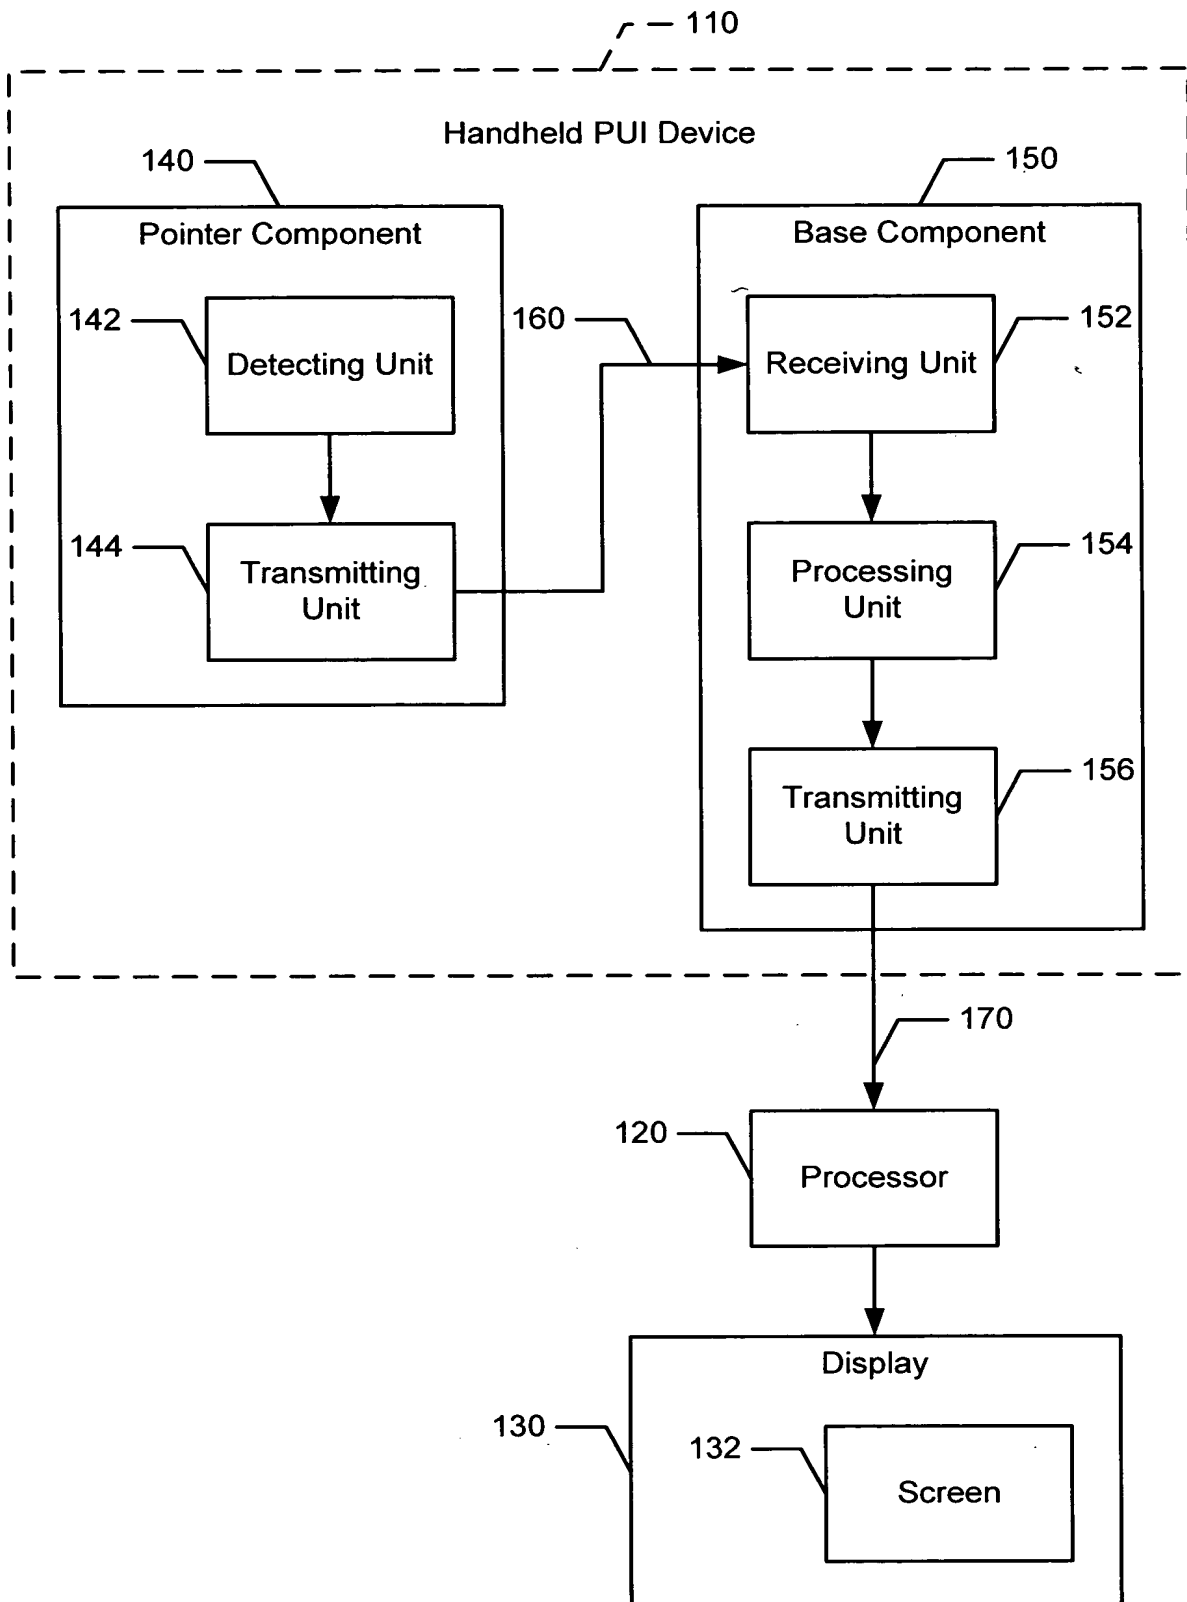 110
Handheld PUI Device
140
150
Pointer Component
Base Component
142
Detecting Unit
160
Receiving Unit
152
144
Transmitting
Unit
Processing
Unit
154
Transmitting
Unit
156
170
120
Processor
Display
130
132
Screen